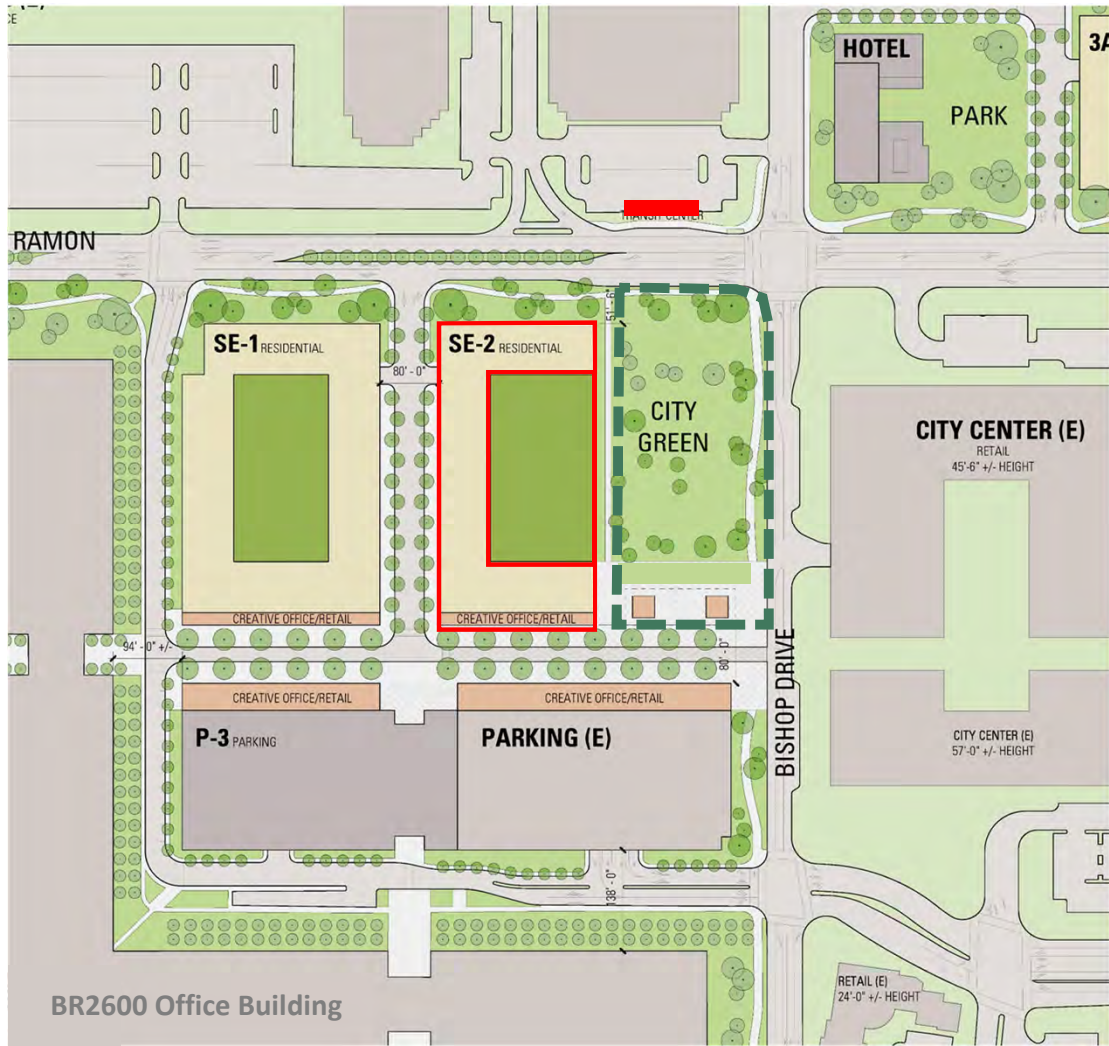 HOTEL
3A
PARK
TRANSIT CENTER
RAMON
SE-1 RESIDENTIAL
SE-2 RESIDENTIAL
51'-6"
80'-0"
CITY
GREEN
CITY CENTER (E)
RETAIL
45'-6" +/- HEIGHT
CREATIVE OFFICE/RETAIL
CREATIVE OFFICE/RETAIL
94'-0" +/-
80'-0"
BISHOP DRIVE
CREATIVE OFFICE/RETAIL
CREATIVE OFFICE/RETAIL
P-3 PARKING
PARKING (E)
CITY CENTER (E)
57'-0" +/- HEIGHT
138'-0"
BR2600 Office Building
RETAIL (E)
24'-0" +/- HEIGHT